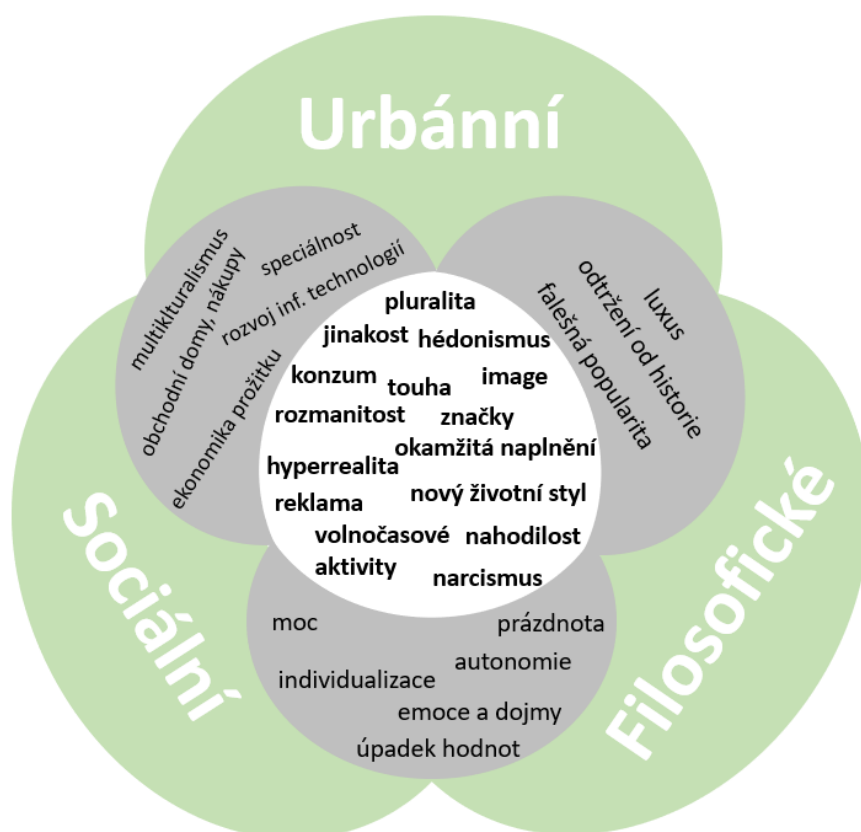 Urbánní
multiklturalismus
obchodní domy, nákupy
speciálnost
rozvoj inf. technologií
ekonomika prožitku
luxus
odtržení od historie
falešná popularita
pluralita
jinakost
hédonismus
konzum
touha
image
rozmanitost
značky
okamžitá naplnění
hyperrealita
nový životní styl
reklama
volnočasové
aktivity
nahodilost
narcismus
Sociální
Filosofické
moc
prázdnota
autonomie
individualizace
emoce a dojmy
úpadek hodnot